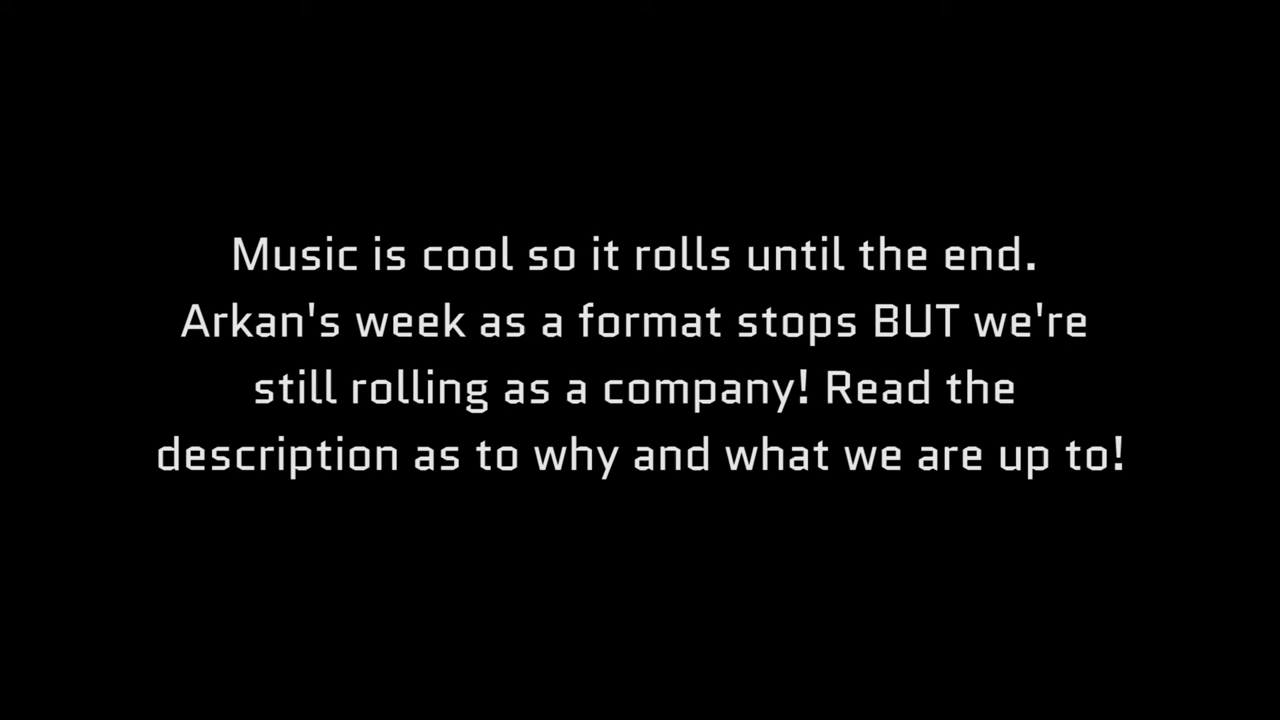 Music is cool so it rolls until the end.
Arkan's week as a format stops BUT we're
still rolling as a company! Read the
description as to why and what we are up to!